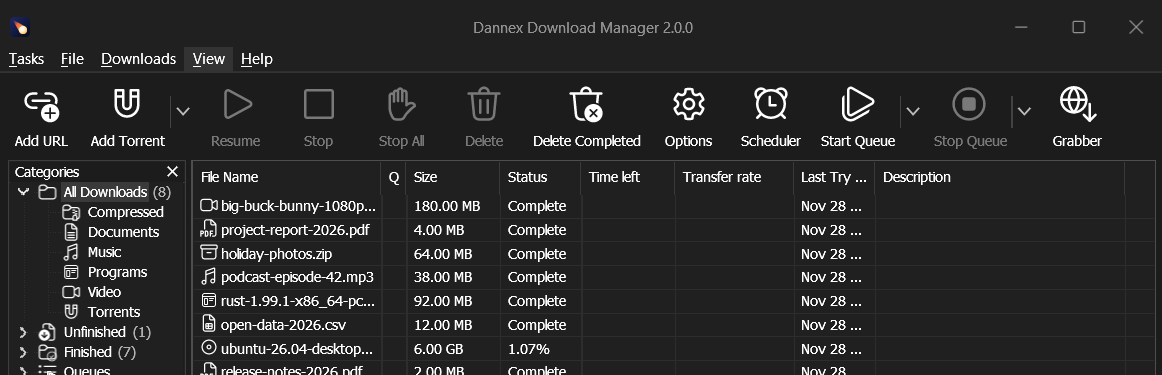 Dannex Download Manager 2.0.0
Tasks File Downloads View Help
Add URL Add Torrent Resume Stop Stop All Delete Delete Completed Options Scheduler Start Queue Stop Queue Grabber
Categories
All Downloads (8)
Compressed
Documents
Music
Programs
Video
Torrents
Unfinished (1)
Finished (7)
Queues
File Name Q Size Status Time left Transfer rate Last Try ... Description
big-buck-bunny-1080p... 180.00 MB Complete Nov 28 ...
project-report-2026.pdf 4.00 MB Complete Nov 28 ...
holiday-photos.zip 64.00 MB Complete Nov 28 ...
podcast-episode-42.mp3 38.00 MB Complete Nov 28 ...
rust-1.99.1-x86_64-pc... 92.00 MB Complete Nov 28 ...
open-data-2026.csv 12.00 MB Complete Nov 28 ...
ubuntu-26.04-desktop... 6.00 GB 1.07% Nov 28 ...
release-notes-2026.pdf 2.00 MB Complete Nov 28 ...